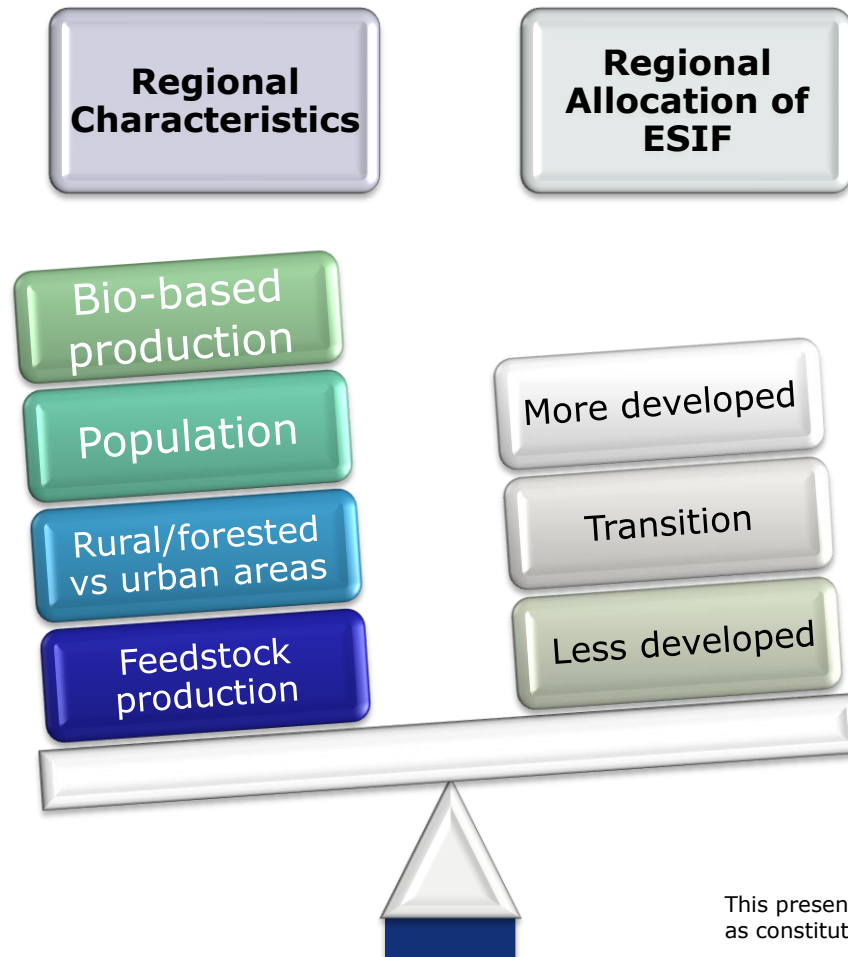 Regional
Characteristics
Regional
Allocation of
ESIF
Bio-based
production
Population
Rural/forested
vs urban areas
Feedstock
production
More developed
Transition
Less developed
This presen
as constitut